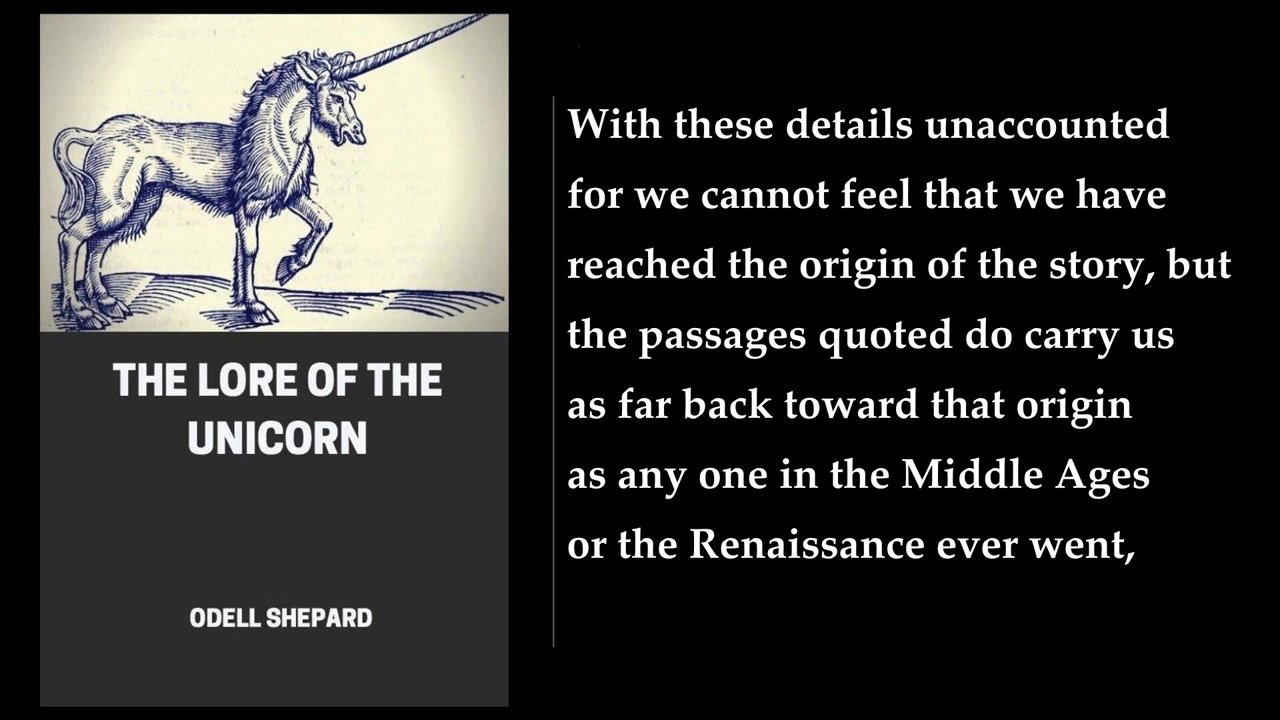 THE LORE OF THE
UNICORN
ODELL SHEPARD
With these details unaccounted
for we cannot feel that we have
reached the origin of the story, but
the passages quoted do carry us
as far back toward that origin
as any one in the Middle Ages
or the Renaissance ever went,